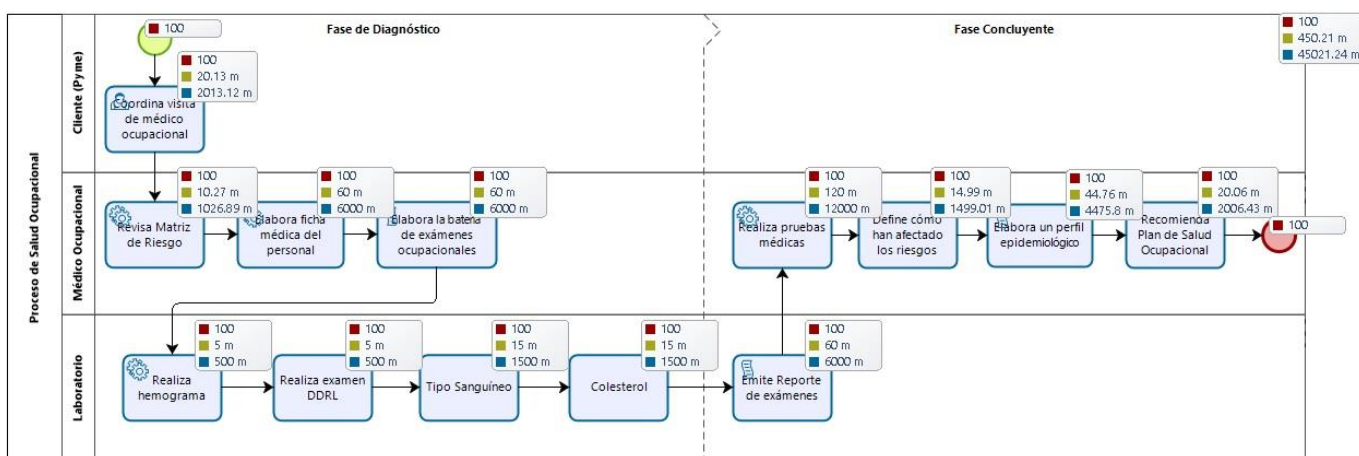 Proceso de Salud Ocupacional
Fase de Diagnóstico
Fase Concluyente
100
450.21 m
45021.24 m
Cliente (Pyme)
100
100
20.13 m
2013.12 m
Coordina visita
de médico
ocupacional
Médico Ocupacional
100
10.27 m
1026.89 m
Revisa Matriz
de Riesgo
100
60 m
6000 m
Elabora ficha
médica del
personal
100
60 m
6000 m
Elabora la batería
de exámenes
ocupacionales
100
120 m
12000 m
Realiza pruebas
médicas
100
14.99 m
1499.01 m
Define cómo
han afectado
los riesgos
100
44.76 m
4475.8 m
Elabora un perfil
epidemiológico
100
20.06 m
2006.43 m
Recomienda
Plan de Salud
Ocupacional
100
Laboratorio
100
5 m
500 m
Realiza
hemograma
100
5 m
500 m
Realiza examen
DDRL
100
15 m
1500 m
Tipo Sanguíneo
100
15 m
1500 m
Colesterol
100
60 m
6000 m
Emite Reporte
de exámenes